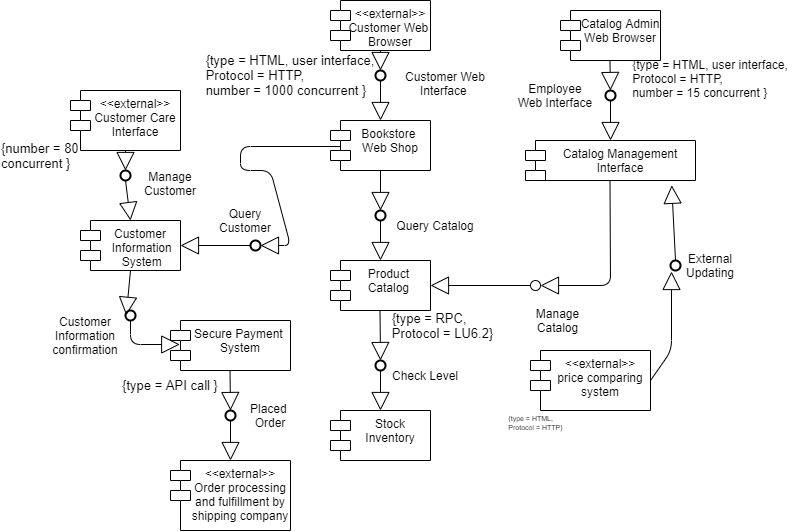 <<external>>
Customer Web
Browser
Catalog Admin
Web Browser
{type = HTML, user interface,
Protocol = HTTP,
number = 1000 concurrent }
Customer Web
Interface
{type = HTML, user interface,
Protocol = HTTP,
number = 15 concurrent }
Employee
Web Interface
<<external>>
Customer Care
Interface
{number = 80
concurrent }
Bookstore
Web Shop
Catalog Management
Interface
Manage
Customer
Query
Customer
Query Catalog
Customer
Information
System
Product
Catalog
External
Updating
Manage
Catalog
{type = RPC,
Protocol = LU6.2}
Customer
Information
confirmation
Secure Payment
System
Check Level
<<external>>
price comparing
system
{type = API call }
Placed
Order
{type = HTML,
Protocol = HTTP}
Stock
Inventory
<<external>>
Order processing
and fulfillment by
shipping company